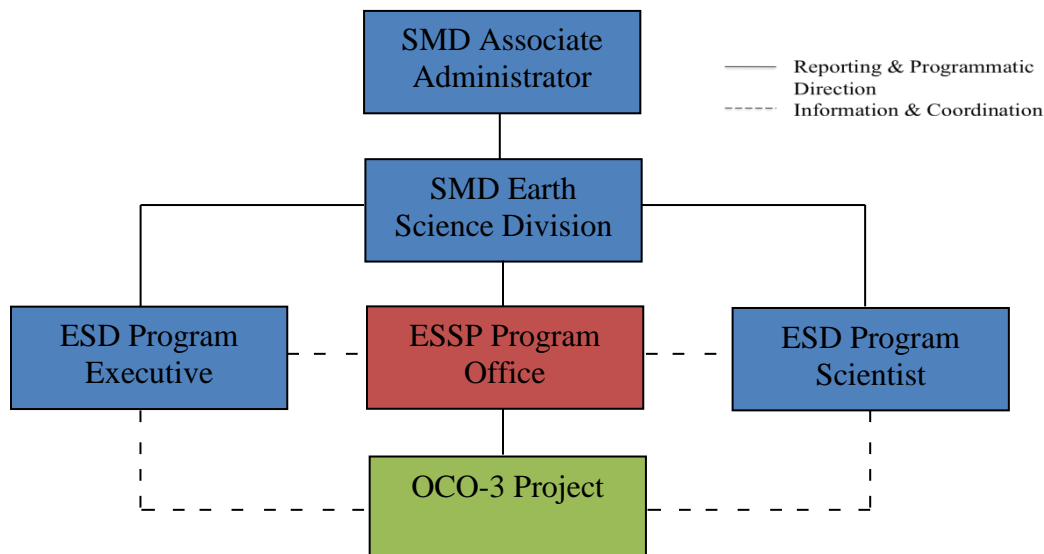 SMD Associate
Administrator
Reporting & Programmatic
Direction
Information & Coordination
SMD Earth
Science Division
ESD Program
Executive
ESSP Program
Office
ESD Program
Scientist
OCO-3 Project